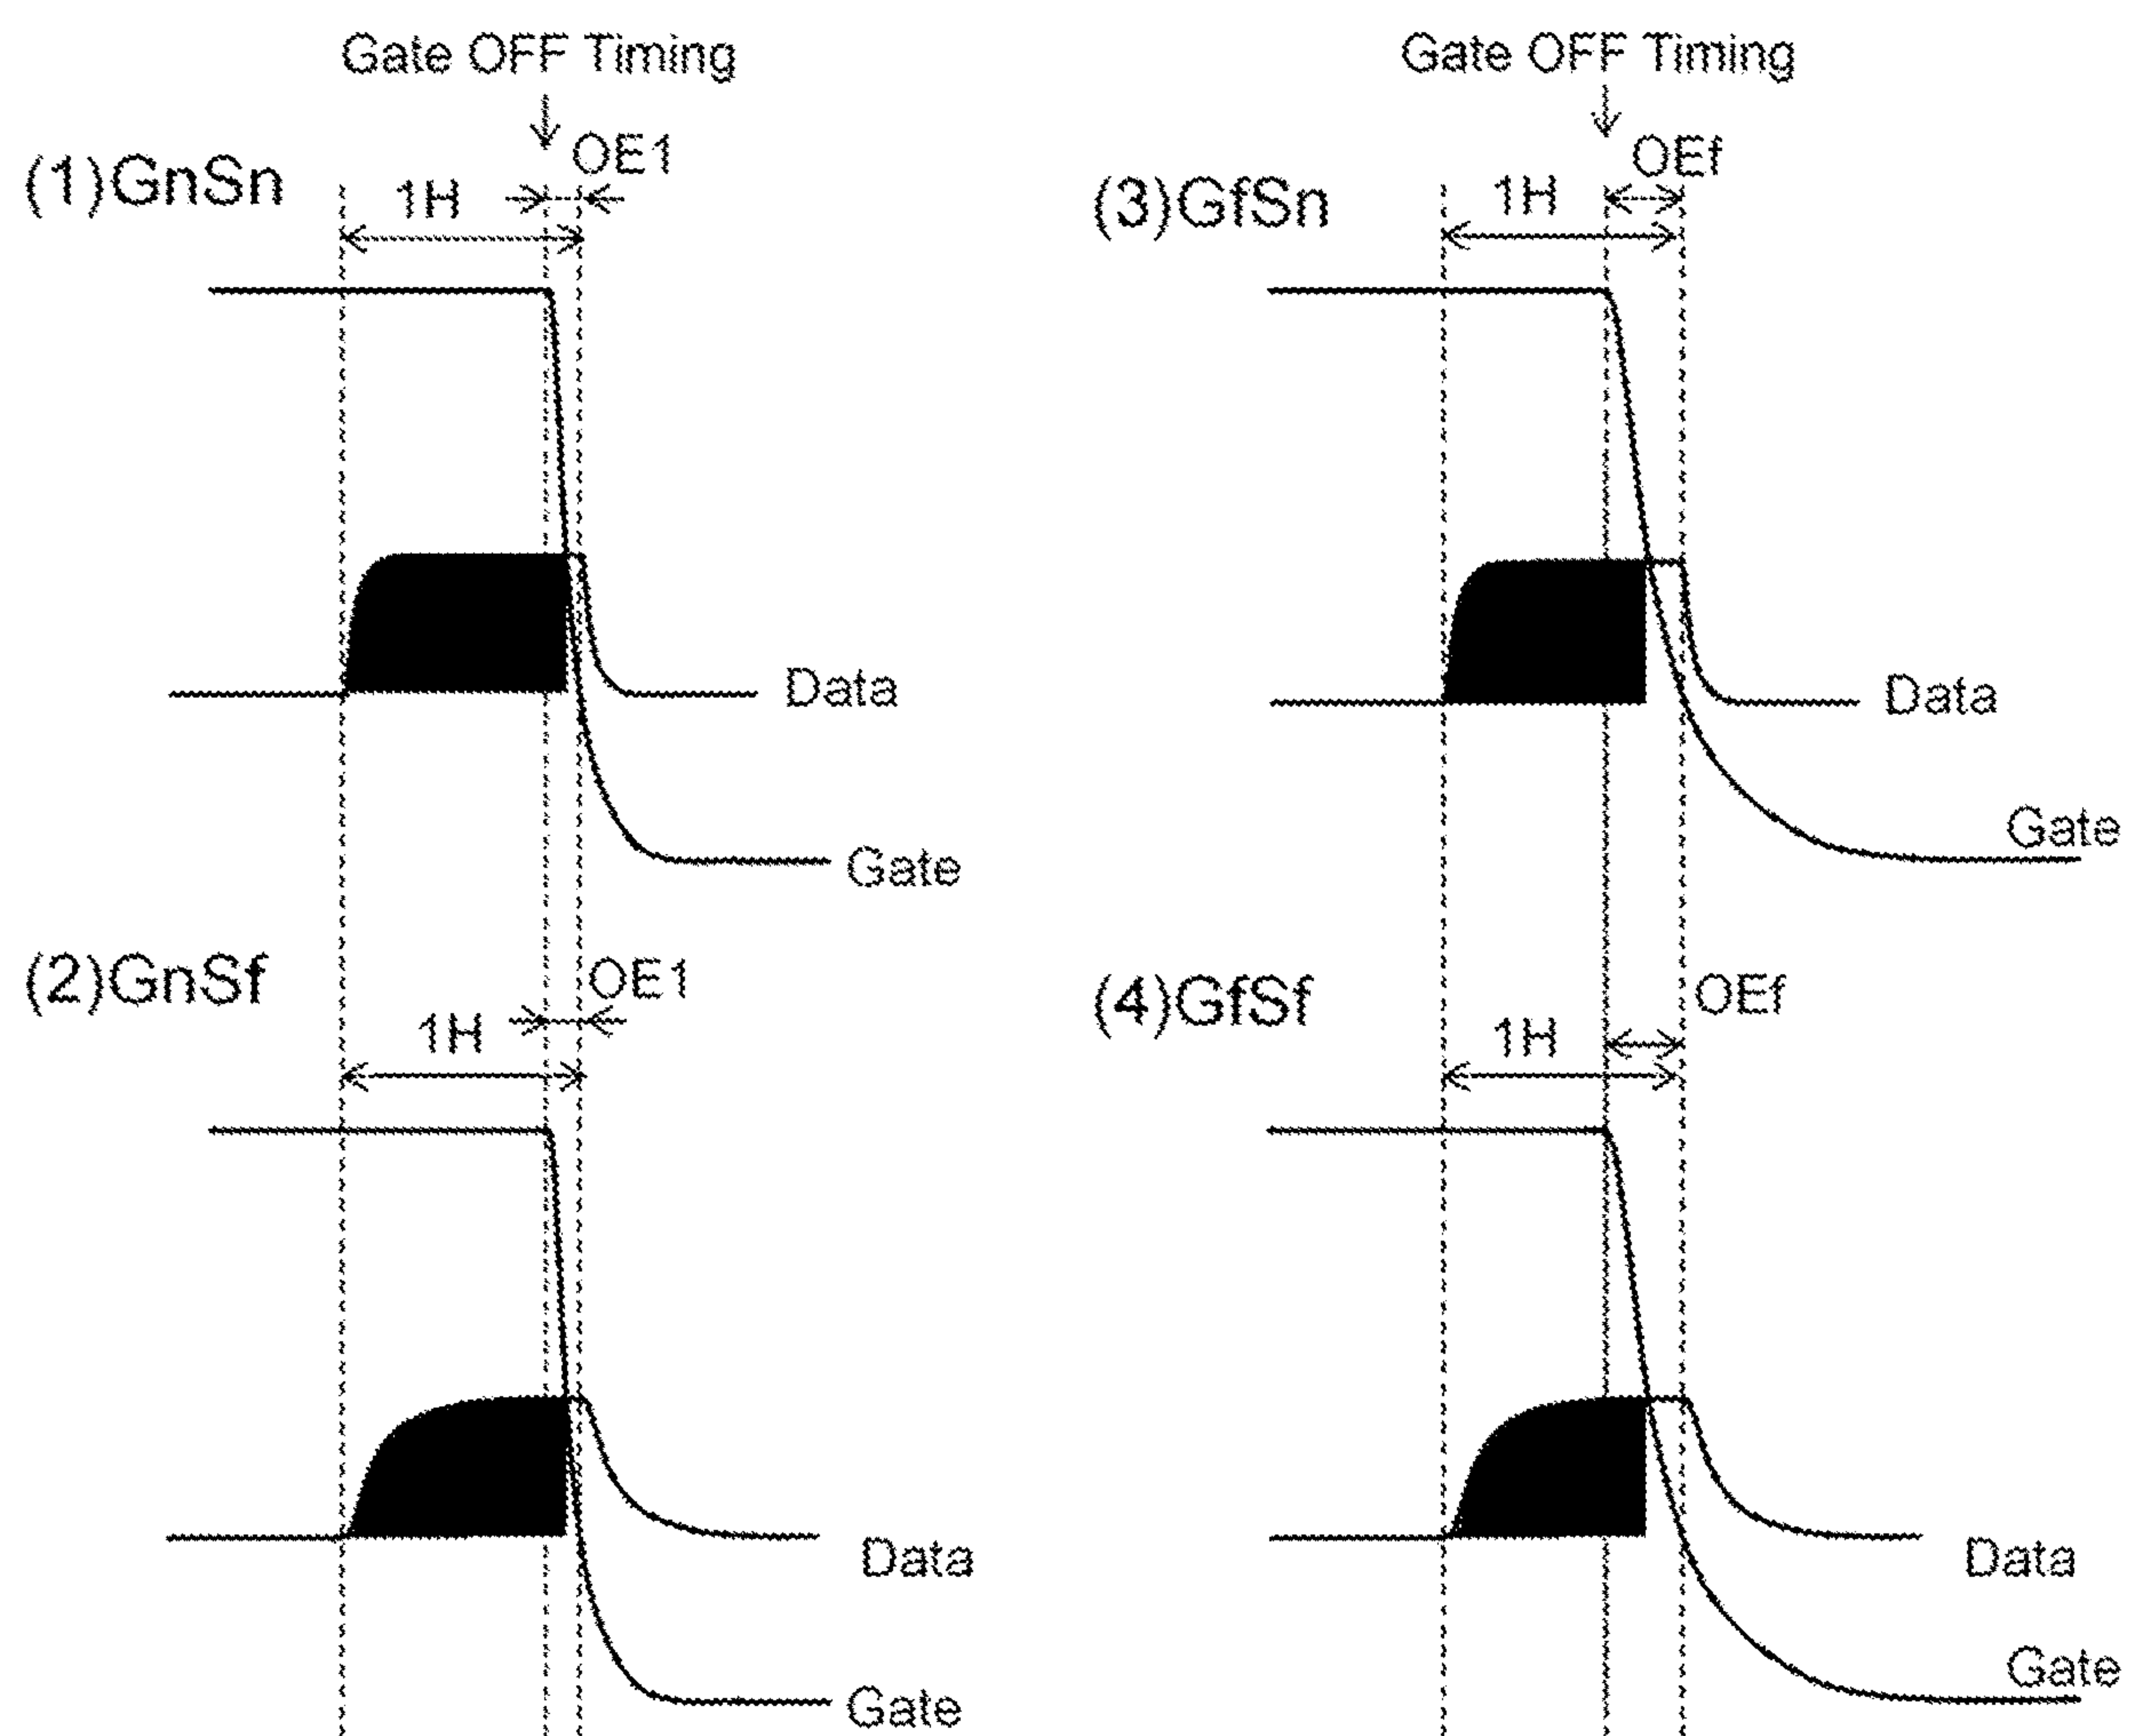 Gate OFF Timing
OE1
(1)GnSn
1H
Data
Gate
(2)GnSf
OE1
1H
Data
Gate
Gate OFF Timing
OEf
(3)GfSn
1H
Data
Gate
(4)GfSf
OEf
1H
Data
Gate